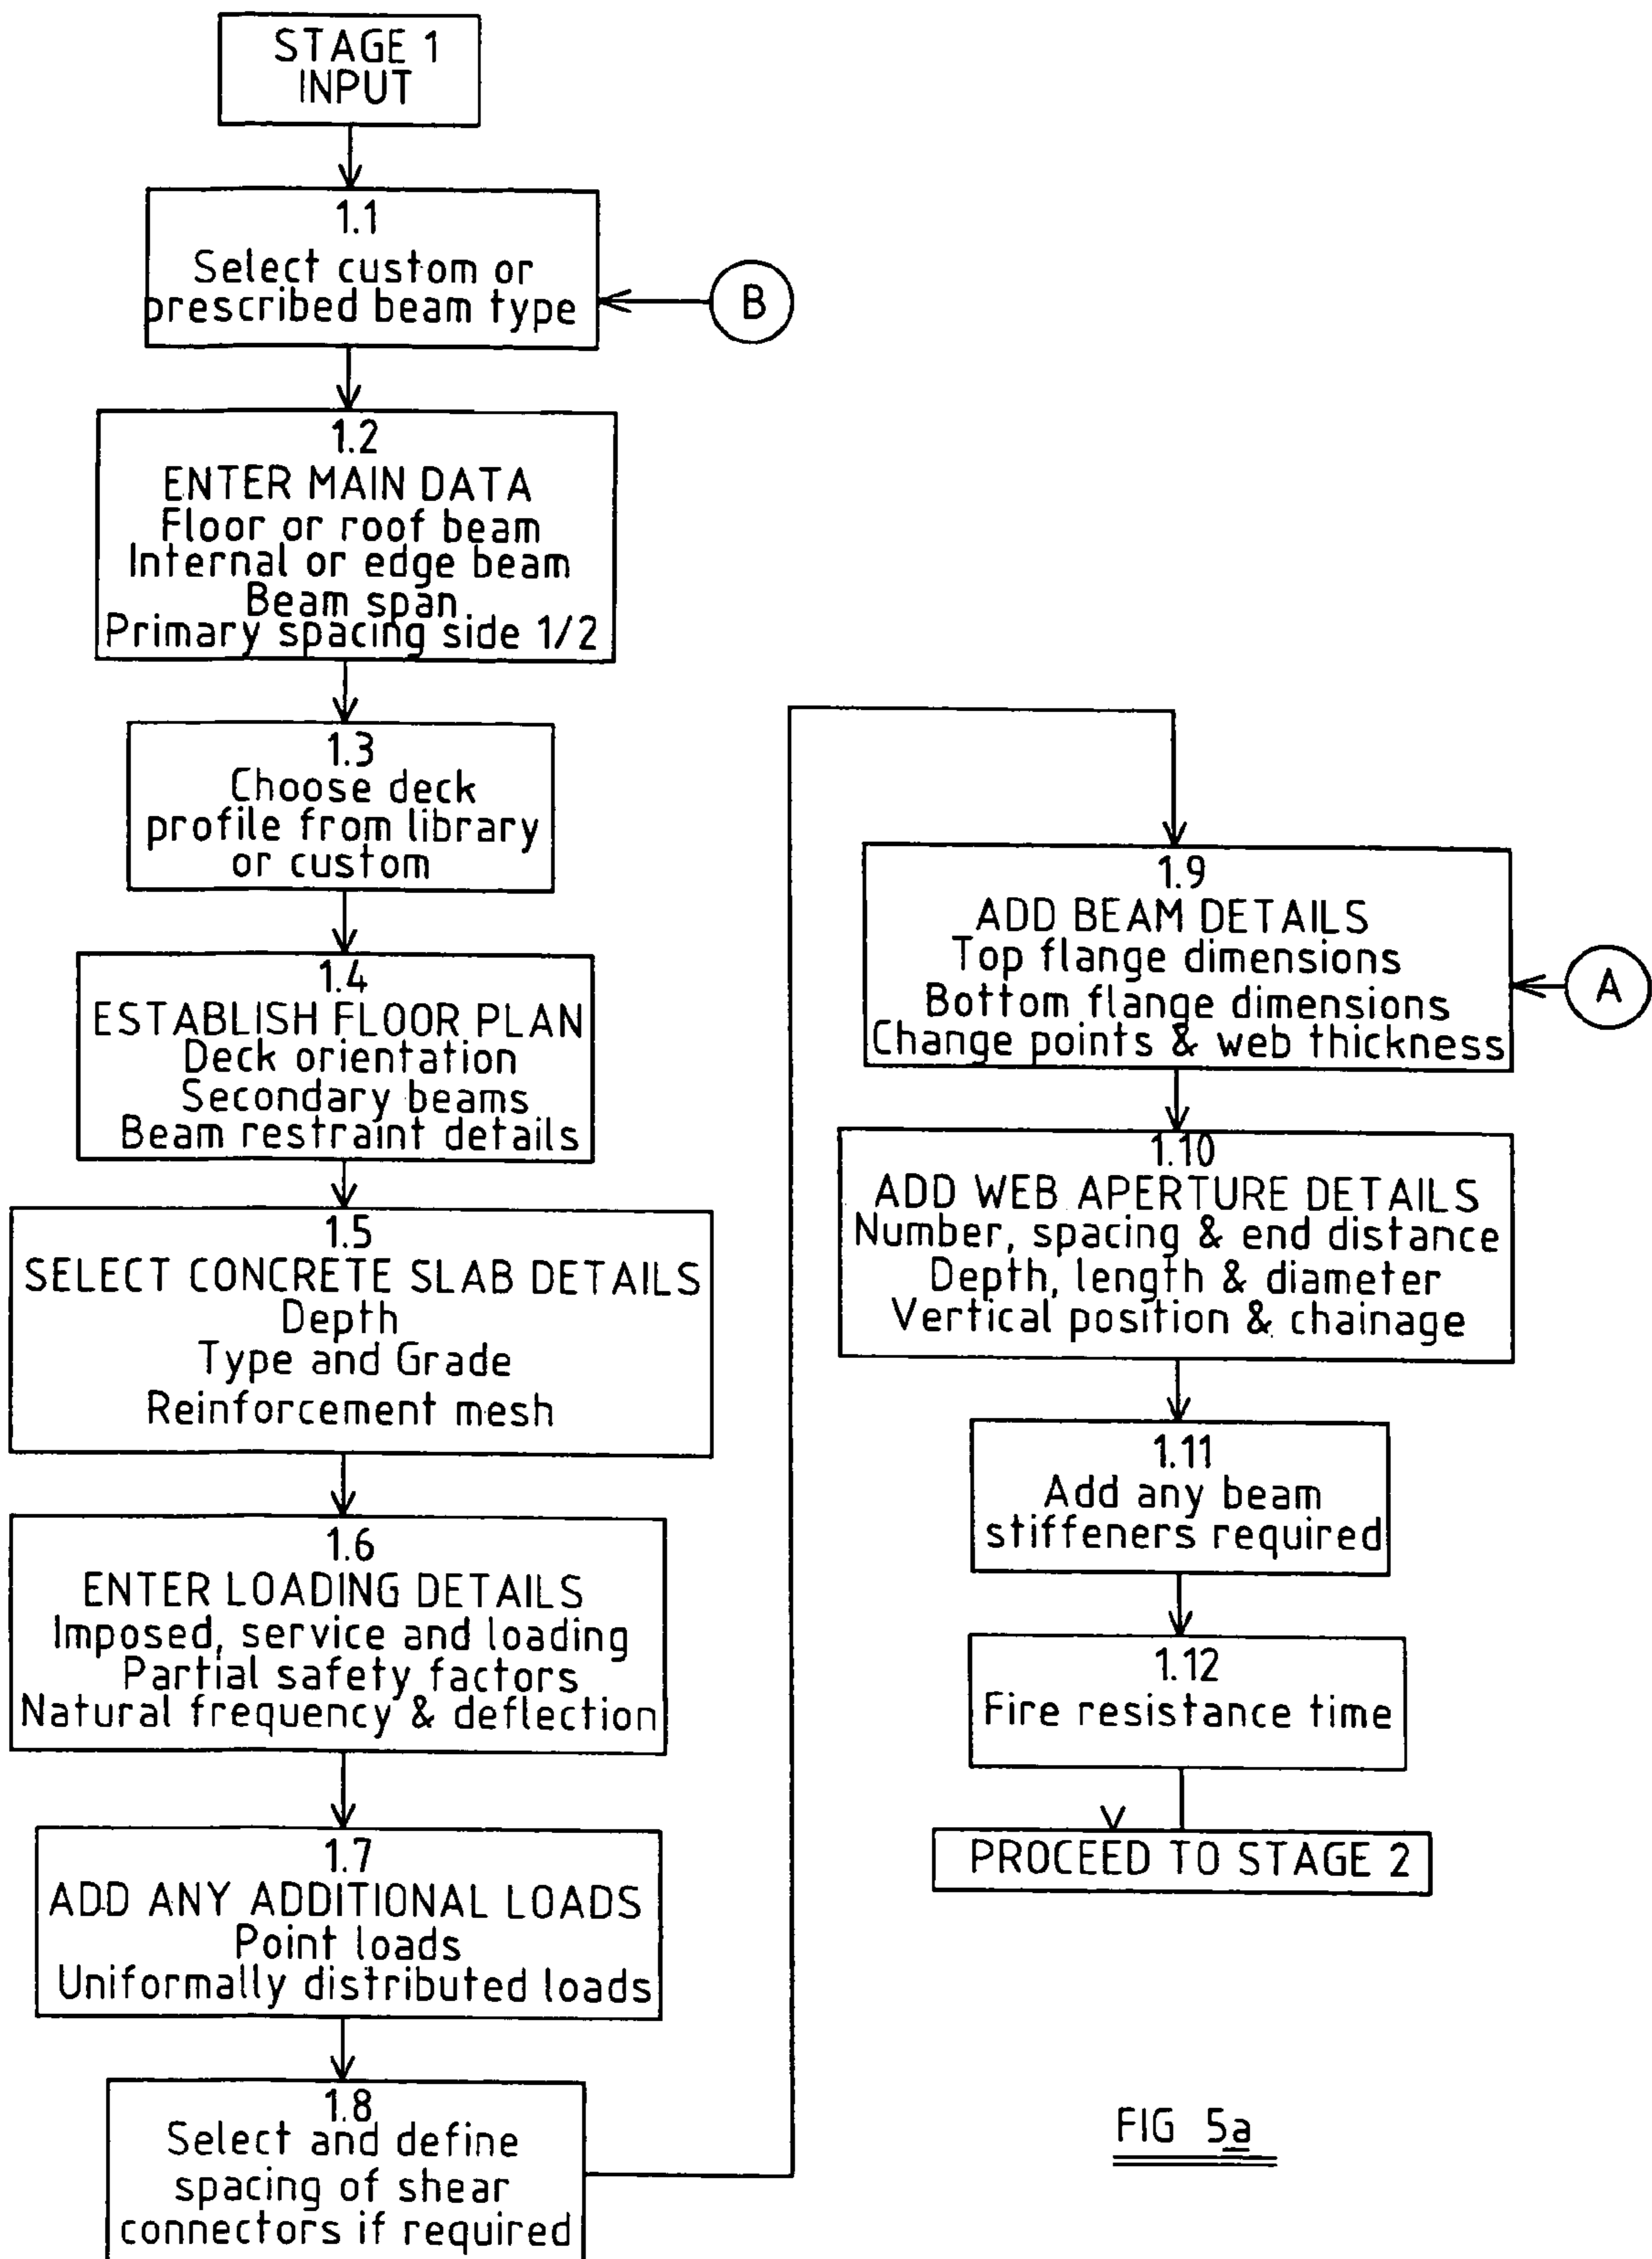 STAGE 1
INPUT
1.1
Select custom or
prescribed beam type
B
1.2
ENTER MAIN DATA
Floor or roof beam
Internal or edge beam
Beam span
Primary spacing side 1/2
1.3
Choose deck
profile from library
or custom
1.4
ESTABLISH FLOOR PLAN
Deck orientation
Secondary beams
Beam restraint details
1.5
SELECT CONCRETE SLAB DETAILS
Depth
Type and Grade
Reinforcement mesh
1.6
ENTER LOADING DETAILS
Imposed, service and loading
Partial safety factors
Natural frequency & deflection
1.7
ADD ANY ADDITIONAL LOADS
Point loads
Uniformally distributed loads
1.8
Select and define
spacing of shear
connectors if required
1.9
ADD BEAM DETAILS
Top flange dimensions
Bottom flange dimensions
Change points & web thickness
A
1.10
ADD WEB APERTURE DETAILS
Number, spacing & end distance
Depth, length & diameter
Vertical position & chainage
1.11
Add any beam
stiffeners required
1.12
Fire resistance time
PROCEED TO STAGE 2
FIG 5a